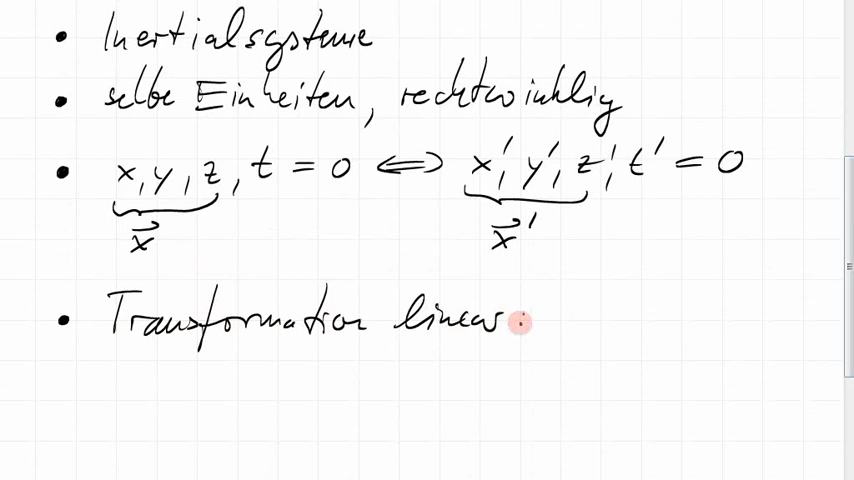 • Inertialsysteme
• selbe Einheiten, rechtwinklig
• x, y, z, t = 0 ⟺ x', y', z', t' = 0
x⃗ x⃗'
• Transformation linear: